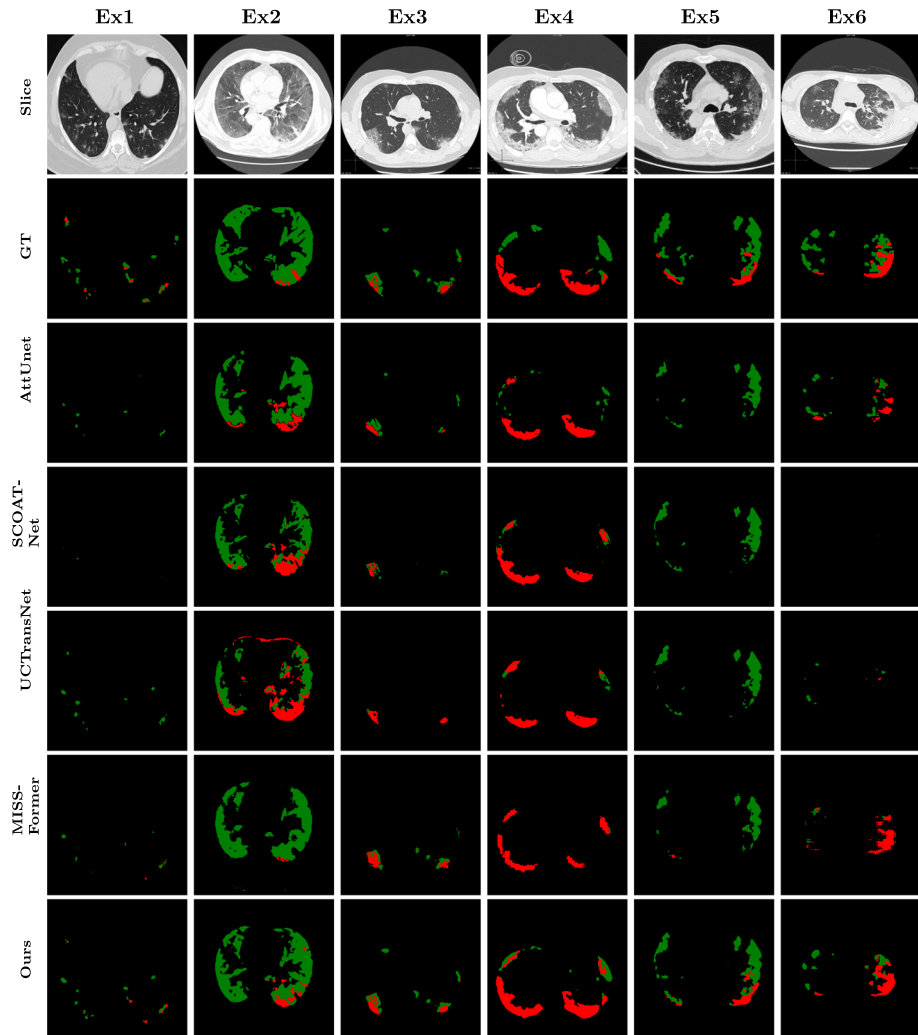 Ex1 Ex2 Ex3 Ex4 Ex5 Ex6
Slice
GT
AttUnet
SCOAT-
Net
UCTransNet
MISS-
Former
Ours